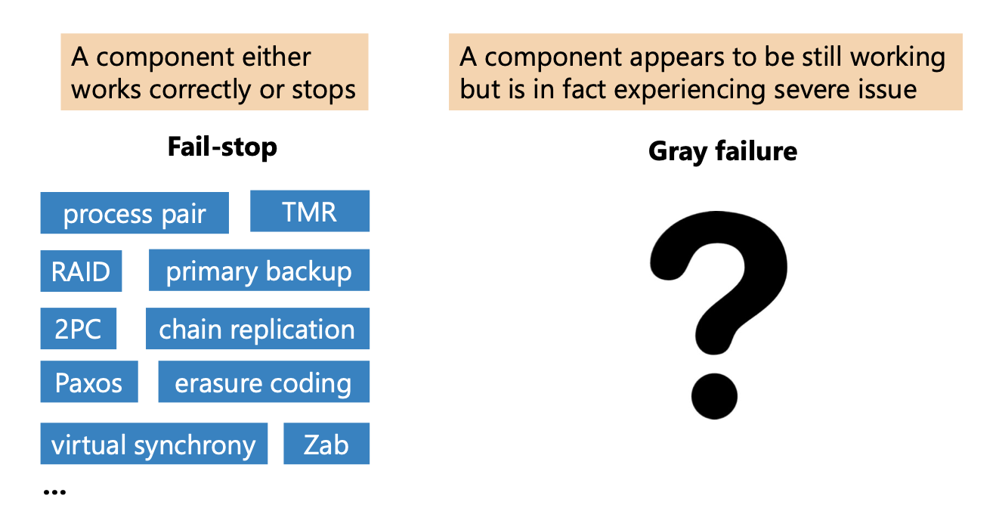 A component either
works correctly or stops
A component appears to be still working
but is in fact experiencing severe issue
Fail-stop
Gray failure
process pair
TMR
RAID
primary backup
2PC
chain replication
Paxos
erasure coding
virtual synchrony
Zab
...
?